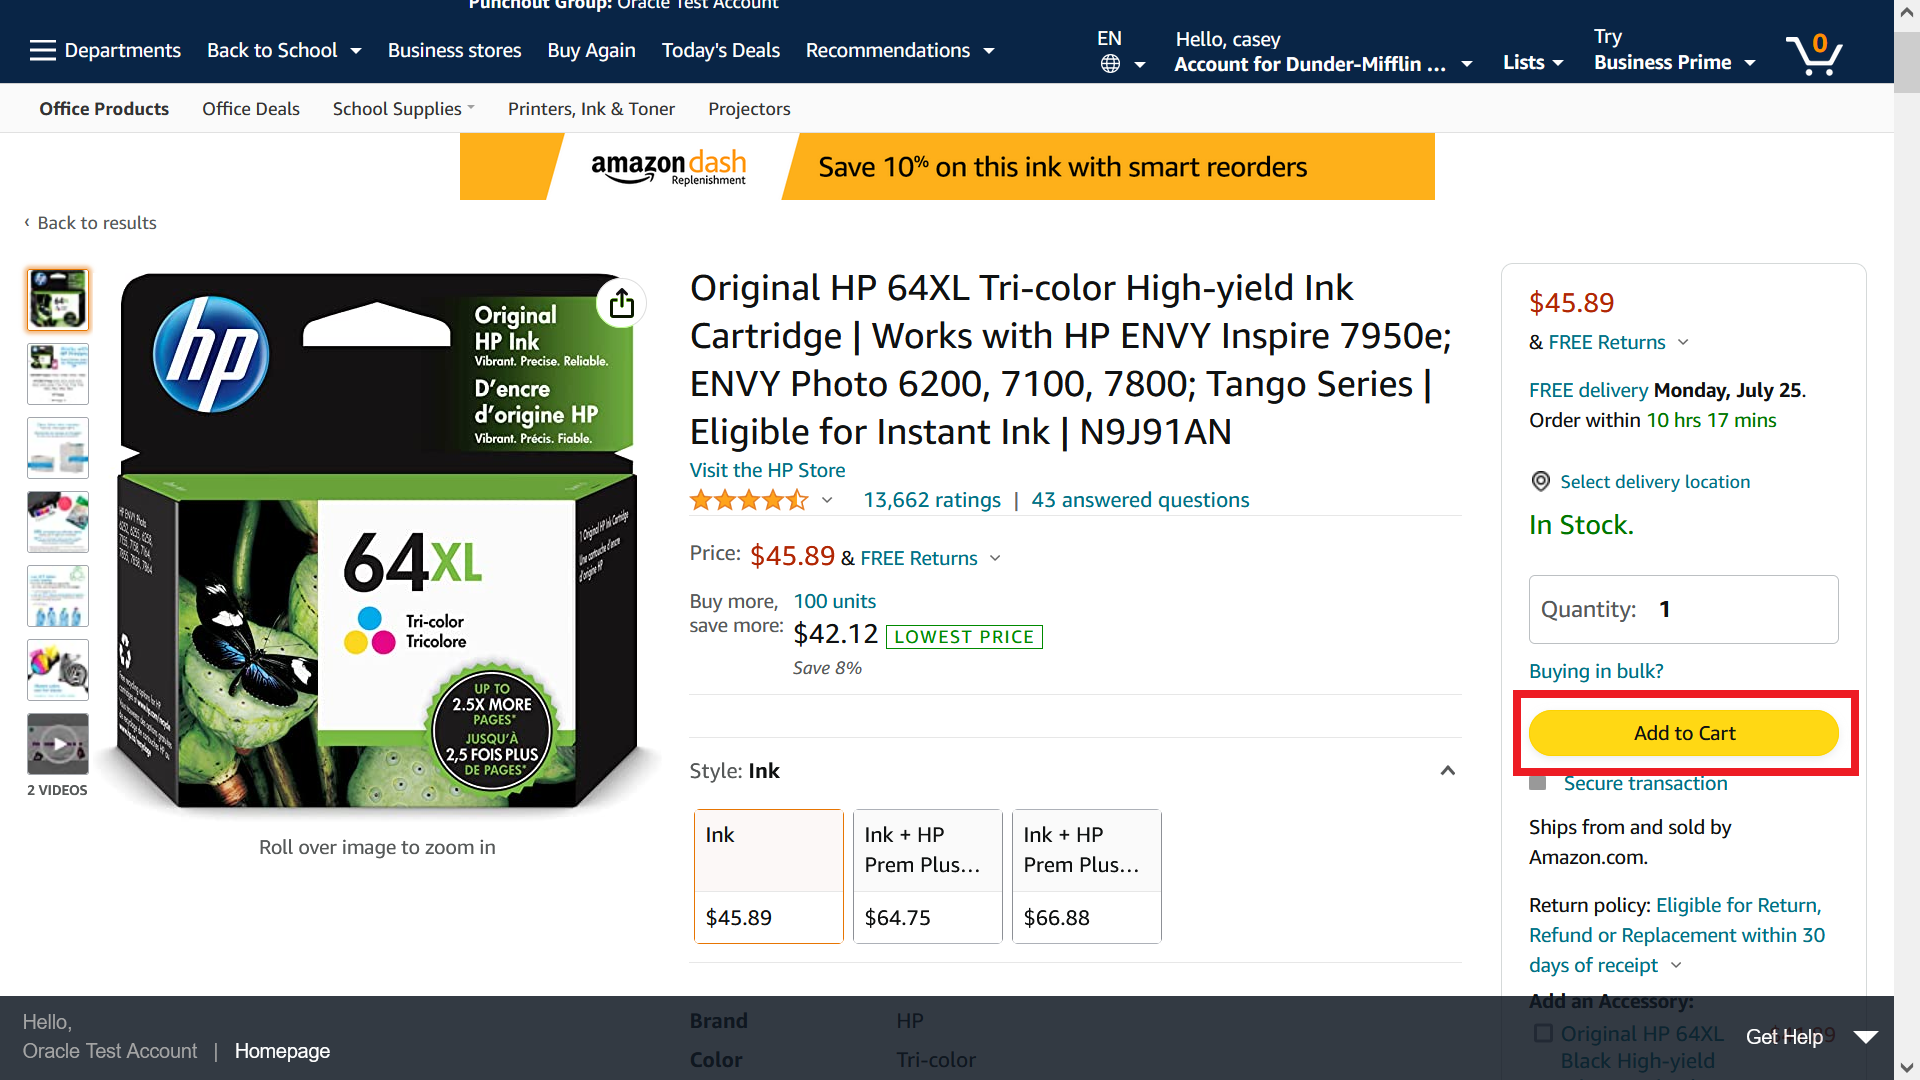 Punchout Group: Oracle Test Account
Departments Back to School Business stores Buy Again Today's Deals Recommendations
EN
Hello, casey
Account for Dunder-Mifflin ...
Lists
Try
Business Prime
0
Office Products Office Deals School Supplies Printers, Ink & Toner Projectors
amazon dash
Replenishment
Save 10% on this ink with smart reorders
‹ Back to results
2 VIDEOS
hp
Original
HP Ink
Vibrant. Precise. Reliable.
D'encre
d'origine HP
Vibrant. Précis. Fiable.
64XL
Tri-color
Tricolore
UP TO
2.5X MORE
PAGES*
JUSQU'À
2,5 FOIS PLUS
DE PAGES*
Roll over image to zoom in
Original HP 64XL Tri-color High-yield Ink
Cartridge | Works with HP ENVY Inspire 7950e;
ENVY Photo 6200, 7100, 7800; Tango Series |
Eligible for Instant Ink | N9J91AN
Visit the HP Store
13,662 ratings | 43 answered questions
Price: $45.89 & FREE Returns
Buy more, save more:
100 units
$42.12 LOWEST PRICE
Save 8%
Style: Ink
Ink
$45.89
Ink + HP
Prem Plus...
$64.75
Ink + HP
Prem Plus...
$66.88
Brand HP
Color Tri-color
$45.89
& FREE Returns
FREE delivery Monday, July 25.
Order within 10 hrs 17 mins
Select delivery location
In Stock.
Quantity: 1
Buying in bulk?
Add to Cart
Secure transaction
Ships from and sold by
Amazon.com.
Return policy: Eligible for Return,
Refund or Replacement within 30
days of receipt
Add an Accessory:
Original HP 64XL
Black High-yield
Hello,
Oracle Test Account | Homepage
Get Help